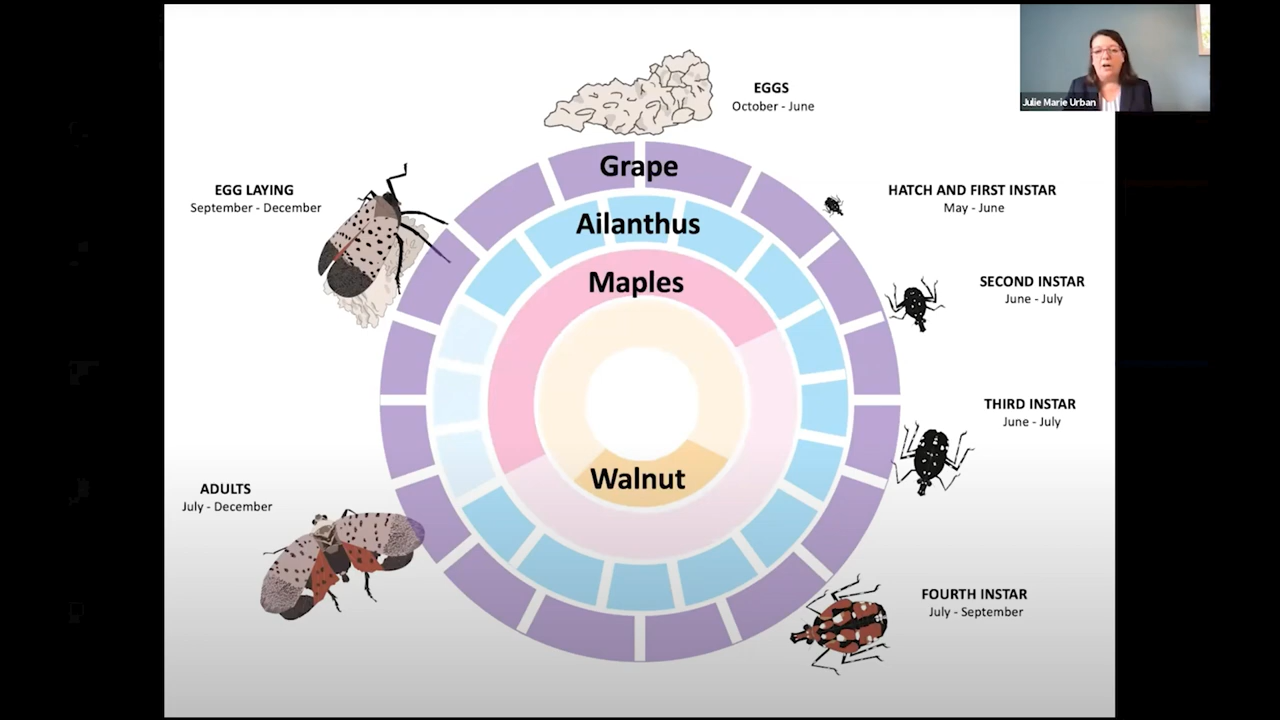 Julie Marie Urban
EGGS
October - June
HATCH AND FIRST INSTAR
May - June
SECOND INSTAR
June - July
THIRD INSTAR
June - July
FOURTH INSTAR
July - September
ADULTS
July - December
EGG LAYING
September - December
Grape
Ailanthus
Maples
Walnut